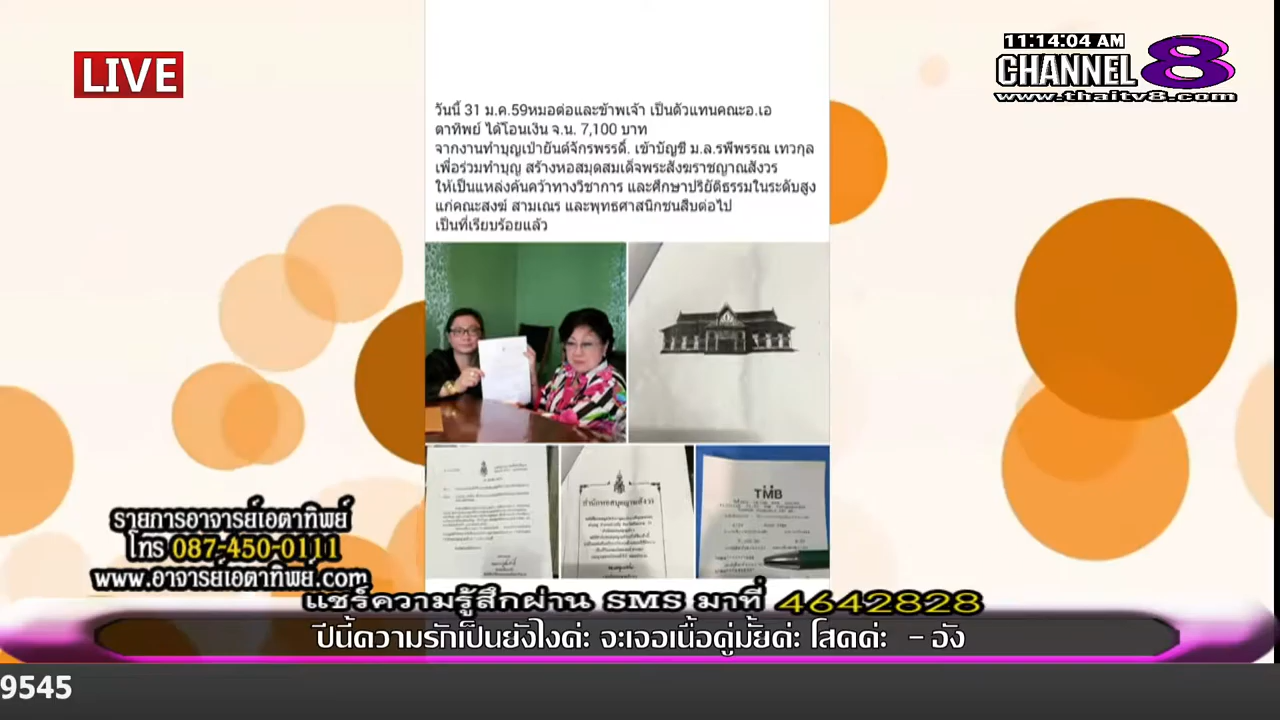 LIVE
11:14:04 AM
CHANNEL 8
www.thaitv8.com
วันนี้ 31 ม.ค.59หมอต่อและข้าพเจ้า เป็นตัวแทนคณะอ.เอ
ตาทิพย์ ได้โอนเงิน จ.น. 7,100 บาท
จากงานทำบุญเป่ายันต์จักรพรรดิ์. เข้าบัญชี ม.ล.รพีพรรณ เทวกุล
เพื่อร่วมทำบุญ สร้างหอสมุดสมเด็จพระสังฆราชญาณสังวร
ให้เป็นแหล่งค้นคว้าทางวิชาการ และศึกษาปริยัติธรรมในระดับสูง
แก่คณะสงฆ์ สามเณร และพุทธศาสนิกชนสืบต่อไป
เป็นที่เรียบร้อยแล้ว
TMB
รายการอาจารย์เอตาทิพย์
โทร 087-450-0111
www.อาจารย์เอตาทิพย์.com
แชร์ความรู้สึกผ่าน SMS มาที่ 4642828
ปีนี้ความรักเป็นยังไงค่ะ จะเจอเนื้อคู่มั้ยค่ะ โสดค่ะ - อัง
9545